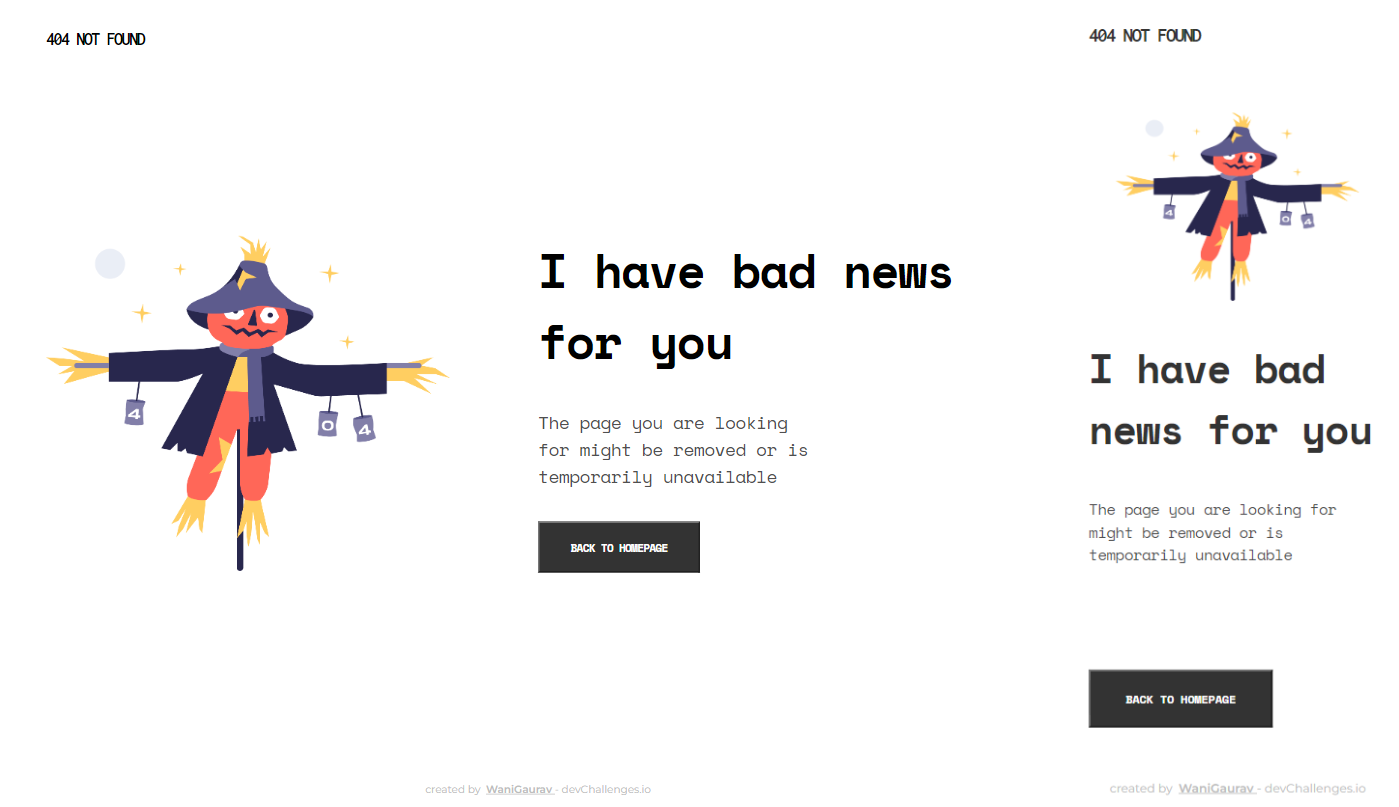 404 NOT FOUND
4
0
4
I have bad news
for you
The page you are looking
for might be removed or is
temporarily unavailable
BACK TO HOMEPAGE
created by WaniGaurav - devChallenges.io
404 NOT FOUND
4
0
4
I have bad
news for you
The page you are looking for
might be removed or is
temporarily unavailable
BACK TO HOMEPAGE
created by WaniGaurav - devChallenges.io